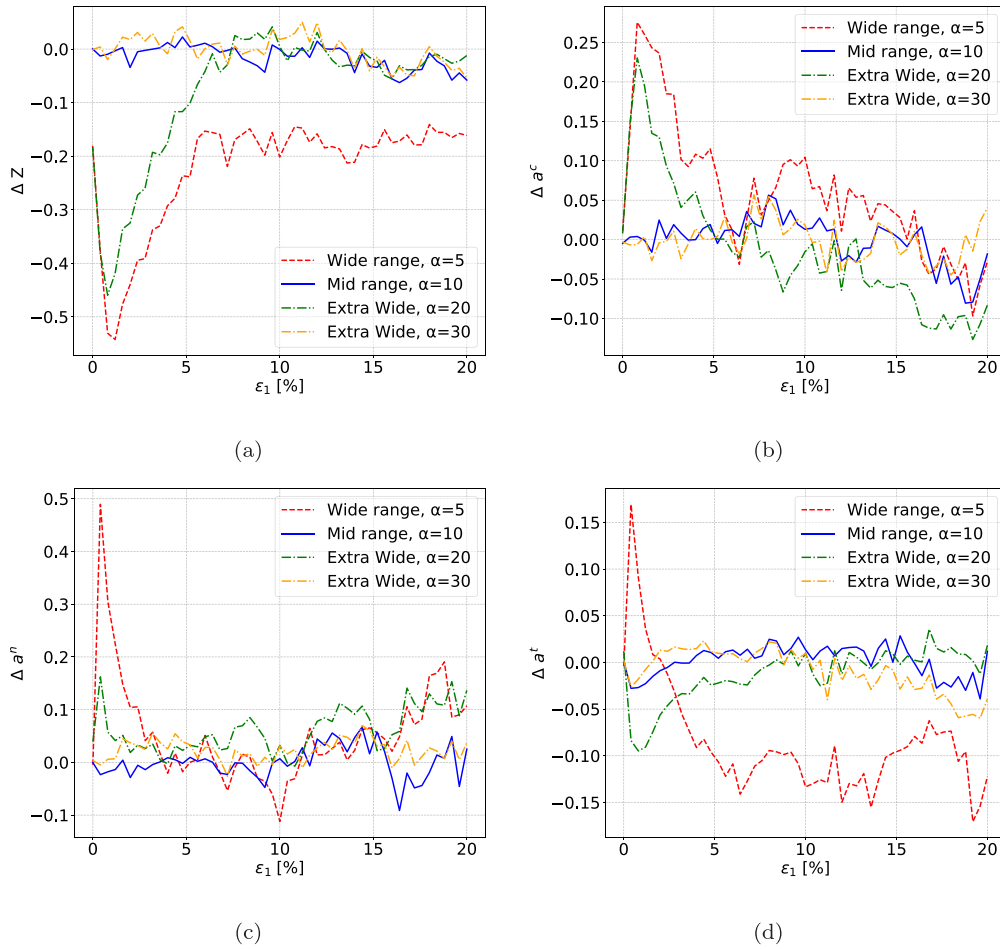 0.0
−0.1
−0.2
−0.3
−0.4
−0.5
Δ Z
0 5 10 15 20
ε₁ [%]
Wide range, α=5
Mid range, α=10
Extra Wide, α=20
Extra Wide, α=30
(a)
0.25
0.20
0.15
0.10
0.05
0.00
−0.05
−0.10
Δ aᶜ
0 5 10 15 20
ε₁ [%]
Wide range, α=5
Mid range, α=10
Extra Wide, α=20
Extra Wide, α=30
(b)
0.5
0.4
0.3
0.2
0.1
0.0
−0.1
Δ aⁿ
0 5 10 15 20
ε₁ [%]
Wide range, α=5
Mid range, α=10
Extra Wide, α=20
Extra Wide, α=30
(c)
0.15
0.10
0.05
0.00
−0.05
−0.10
−0.15
Δ aᵗ
0 5 10 15 20
ε₁ [%]
Wide range, α=5
Mid range, α=10
Extra Wide, α=20
Extra Wide, α=30
(d)